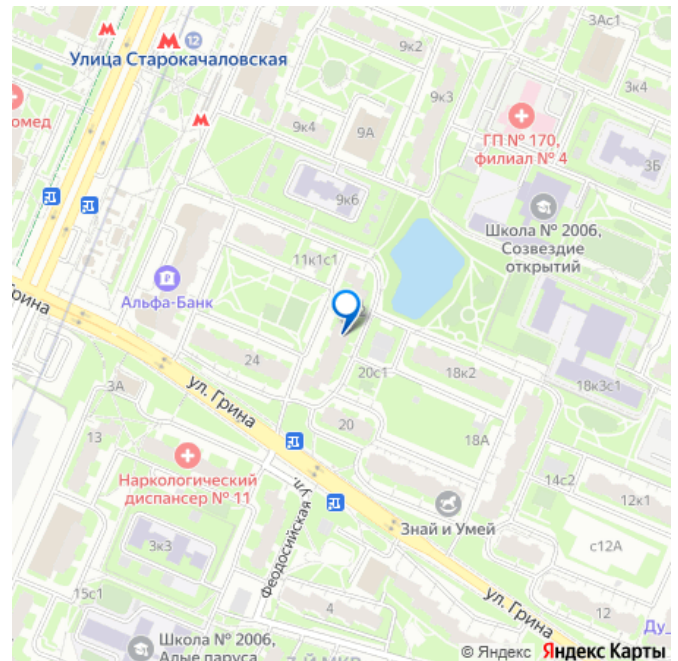 9к2
3Ас1
12
Улица Старокачаловская
9к3
3к4
омед
9к4
9А
ГП № 170,
филиал № 4
3Б
9к6
Школа № 2006,
Созвездие
открытий
11к1с1
Альфа-Банк
Грина
24
20с1
18к2
18к3с1
3А
ул. Грина
20
18А
13
Наркологический
диспансер № 11
14с2
12к1
Знай и Умей
Феодосийская ул.
3к3
с12А
15с1
4
ул. Грина
12
Ду
Школа № 2006,
Алые паруса
7-й МКР
© Яндекс Яндекс Карты